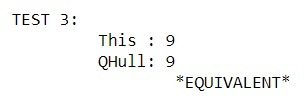 TEST 3:
This : 9
QHull: 9
*EQUIVALENT*